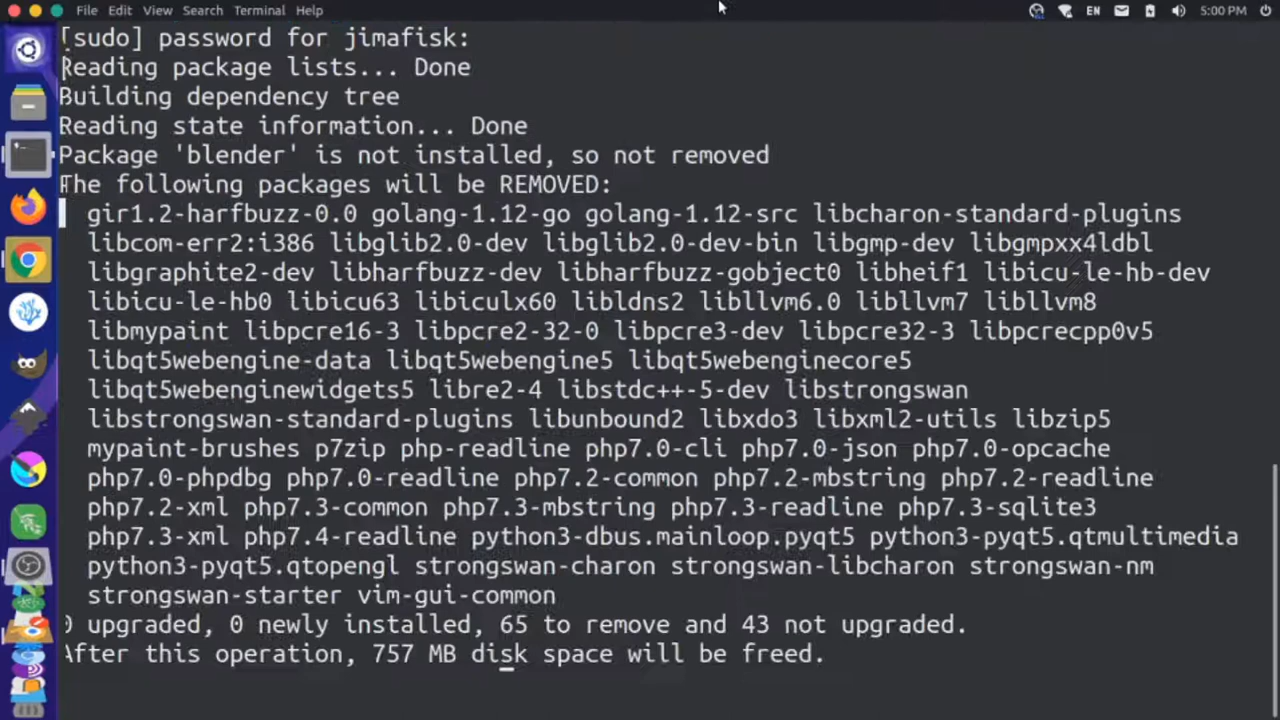 File Edit View Search Terminal Help EN 5:00 PM
[sudo] password for jimafisk:
Reading package lists... Done
Building dependency tree
Reading state information... Done
Package 'blender' is not installed, so not removed
The following packages will be REMOVED:
gir1.2-harfbuzz-0.0 golang-1.12-go golang-1.12-src libcharon-standard-plugins
libcom-err2:i386 libglib2.0-dev libglib2.0-dev-bin libgmp-dev libgmpxx4ldbl
libgraphite2-dev libharfbuzz-dev libharfbuzz-gobject0 libheif1 libicu-le-hb-dev
libicu-le-hb0 libicu63 libiculx60 libldns2 libllvm6.0 libllvm7 libllvm8
libmypaint libpcre16-3 libpcre2-32-0 libpcre3-dev libpcre32-3 libpcrecpp0v5
libqt5webengine-data libqt5webengine5 libqt5webenginecore5
libqt5webenginewidgets5 libre2-4 libstdc++-5-dev libstrongswan
libstrongswan-standard-plugins libunbound2 libxdo3 libxml2-utils libzip5
mypaint-brushes p7zip php-readline php7.0-cli php7.0-json php7.0-opcache
php7.0-phpdbg php7.0-readline php7.2-common php7.2-mbstring php7.2-readline
php7.2-xml php7.3-common php7.3-mbstring php7.3-readline php7.3-sqlite3
php7.3-xml php7.4-readline python3-dbus.mainloop.pyqt5 python3-pyqt5.qtmultimedia
python3-pyqt5.qtopengl strongswan-charon strongswan-libcharon strongswan-nm
strongswan-starter vim-gui-common
0 upgraded, 0 newly installed, 65 to remove and 43 not upgraded.
After this operation, 757 MB disk space will be freed.